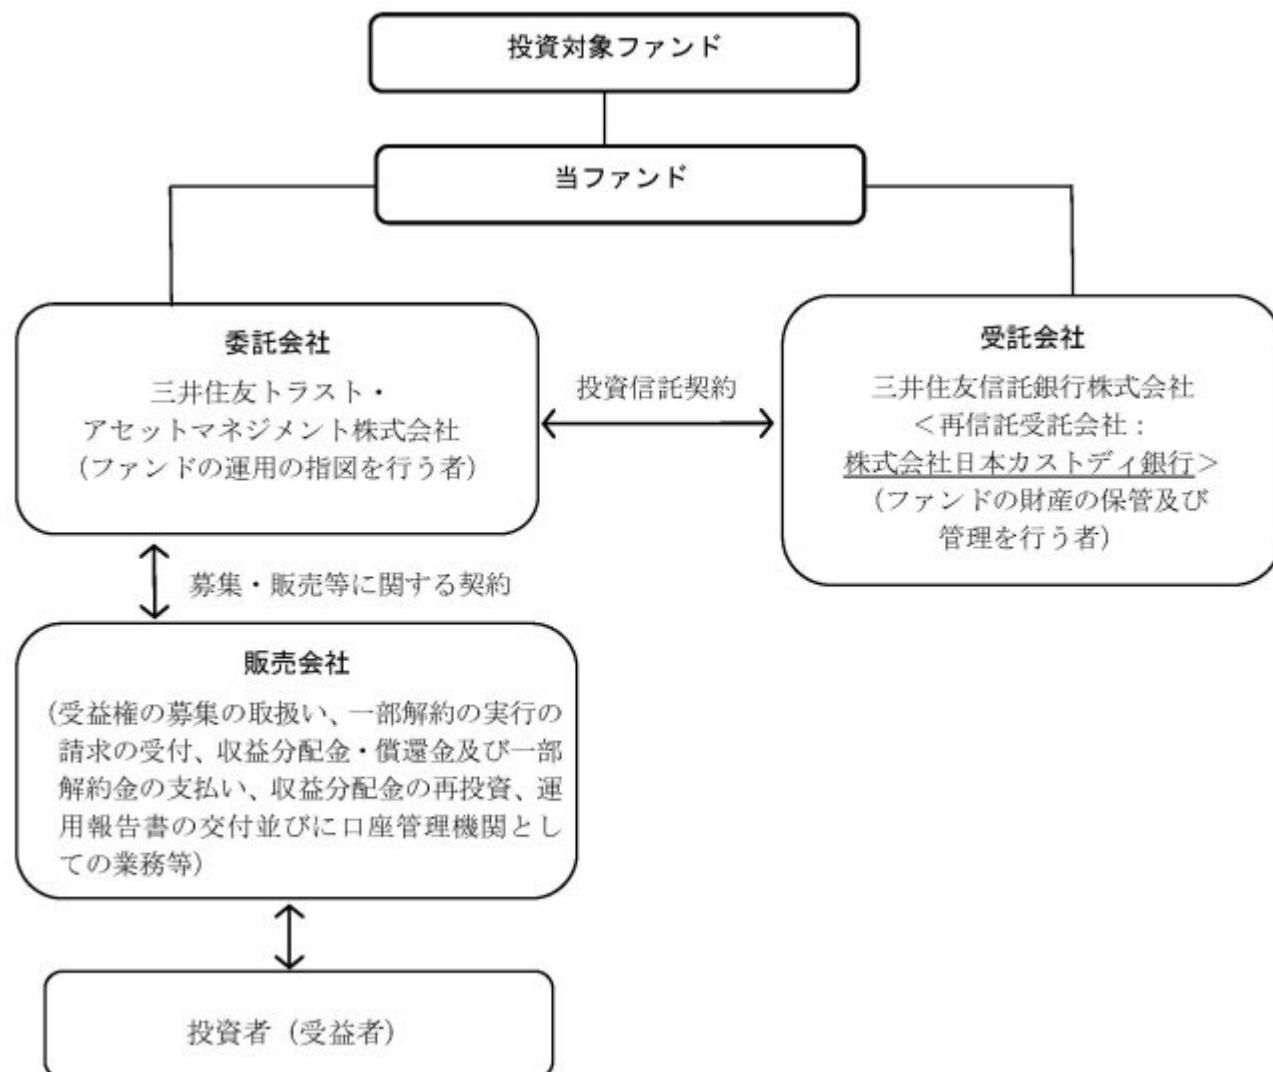 投資対象ファンド
当ファンド
委託会社
三井住友トラスト・
アセットマネジメント株式会社
（ファンドの運用の指図を行う者）
投資信託契約
受託会社
三井住友信託銀行株式会社
＜再信託受託会社：
株式会社日本カストディ銀行＞
（ファンドの財産の保管及び
管理を行う者）
募集・販売等に関する契約
販売会社
（受益権の募集の取扱い、一部解約の実行の
請求の受付、収益分配金・償還金及び一部
解約金の支払い、収益分配金の再投資、運
用報告書の交付並びに口座管理機関とし
ての業務等）
投資者（受益者）